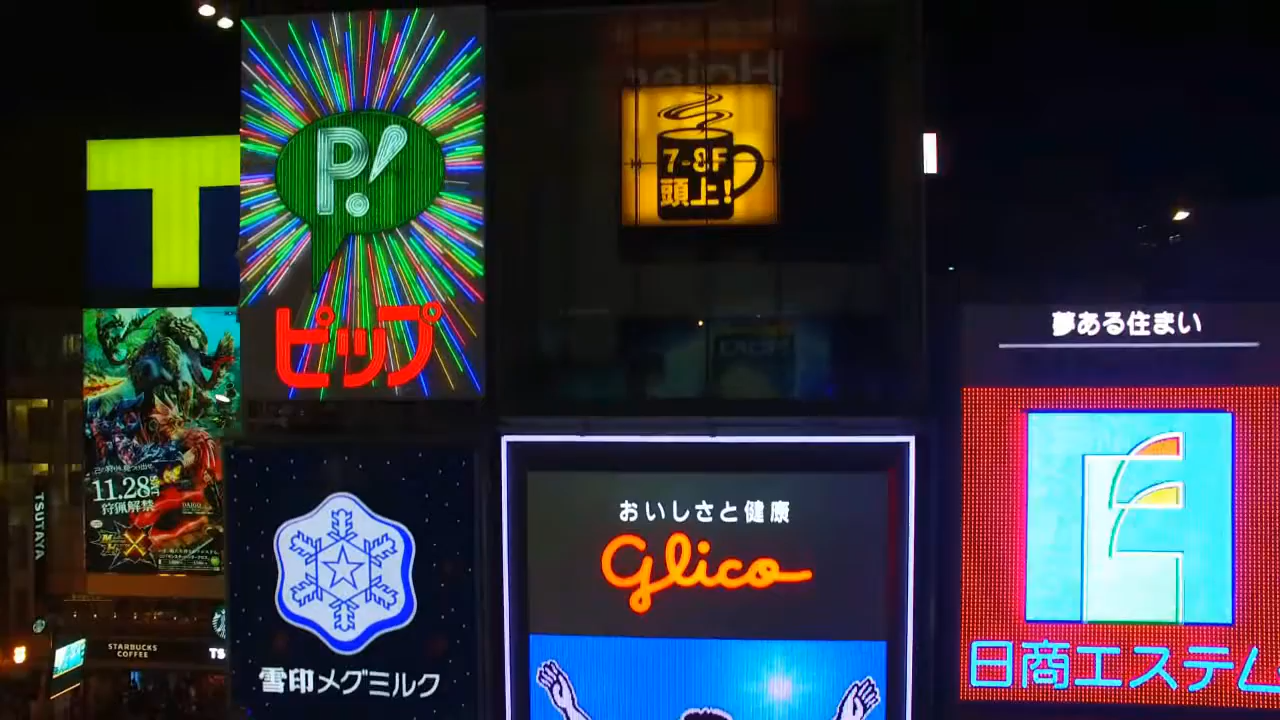 P!
ピップ
T
7-8F
頭上!
夢ある住まい
日商エステム
11.28
狩猟解禁
TSUTAYA
STARBUCKS
COFFEE
TS
雪印メグミルク
おいしさと健康
Glico